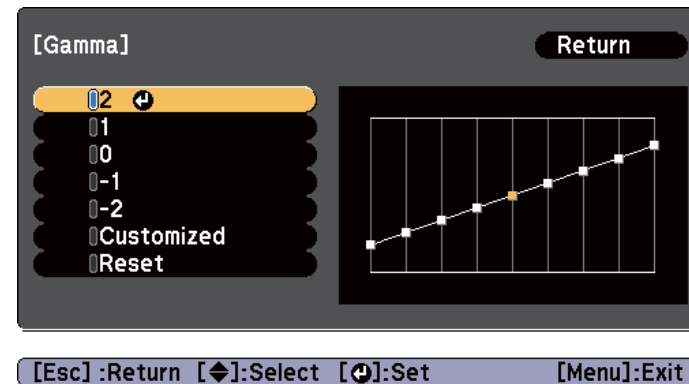 [Gamma]
Return
2
1
0
-1
-2
Customized
Reset
[Esc] :Return [◆]:Select [↵]:Set [Menu]:Exit